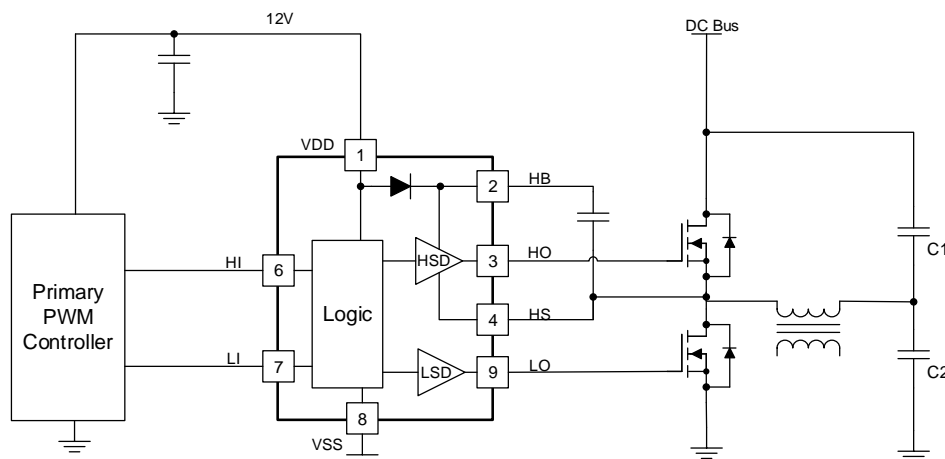 12V
DC Bus
VDD
1
2
HB
HI
6
HSD
3
HO
C1
Primary
PWM
Controller
Logic
4
HS
LI
7
LSD
9
LO
C2
8
VSS